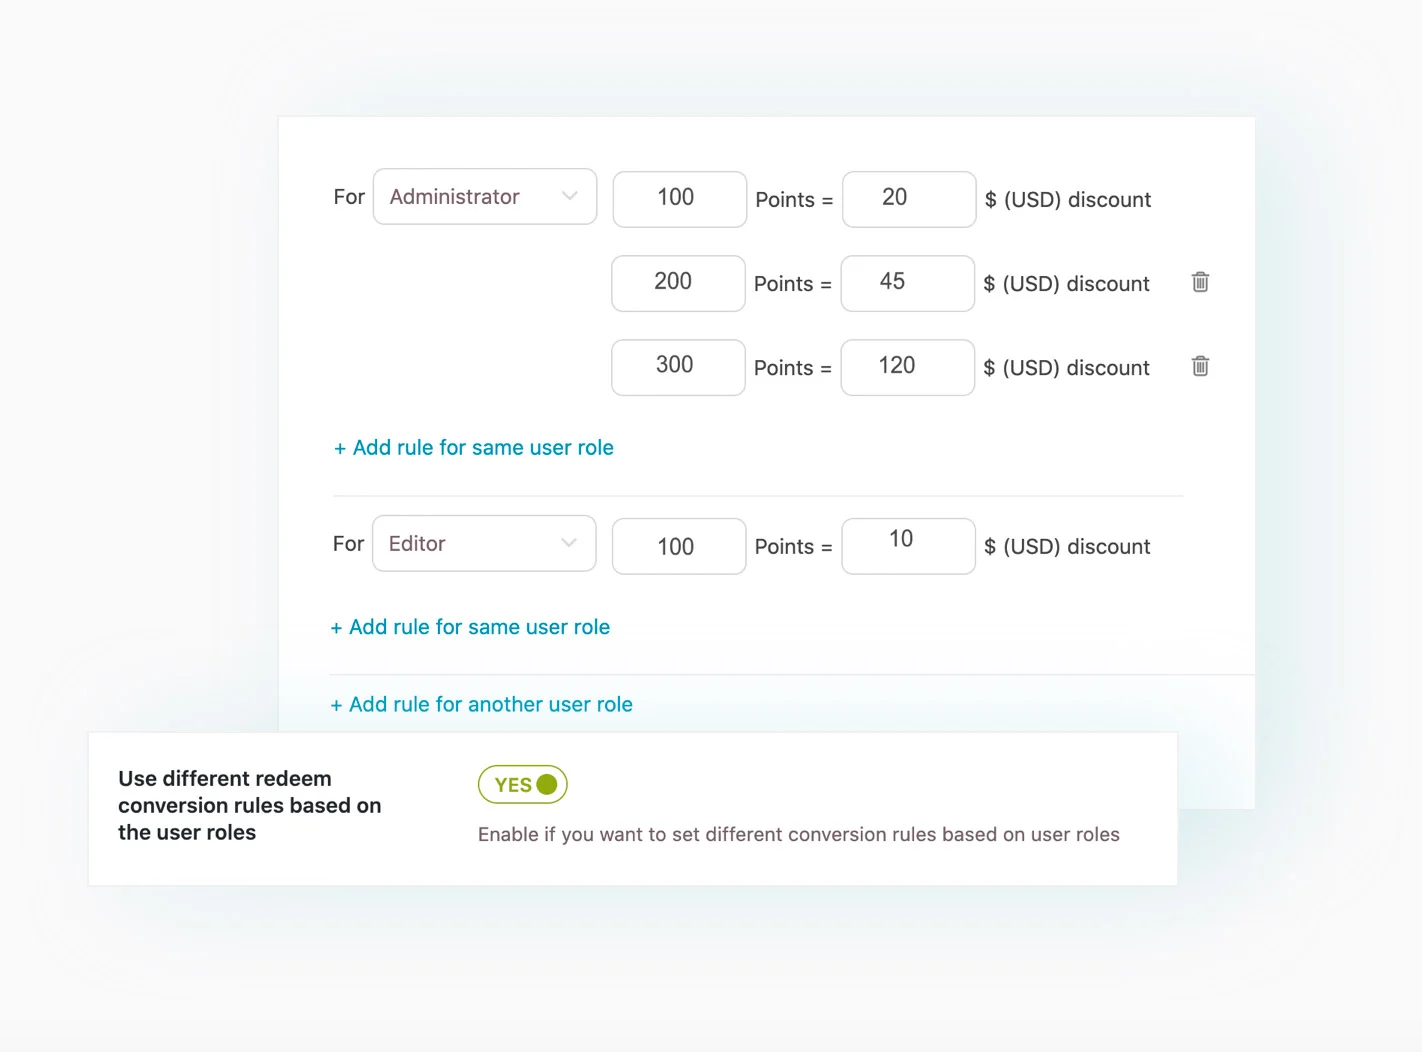 For Administrator 100 Points = 20 $ (USD) discount
200 Points = 45 $ (USD) discount
300 Points = 120 $ (USD) discount
+ Add rule for same user role
For Editor 100 Points = 10 $ (USD) discount
+ Add rule for same user role
+ Add rule for another user role
Use different redeem
conversion rules based on
the user roles
YES
Enable if you want to set different conversion rules based on user roles